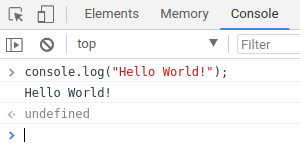 Elements Memory Console
top Filter
> console.log("Hello World!");
Hello World!
undefined
>